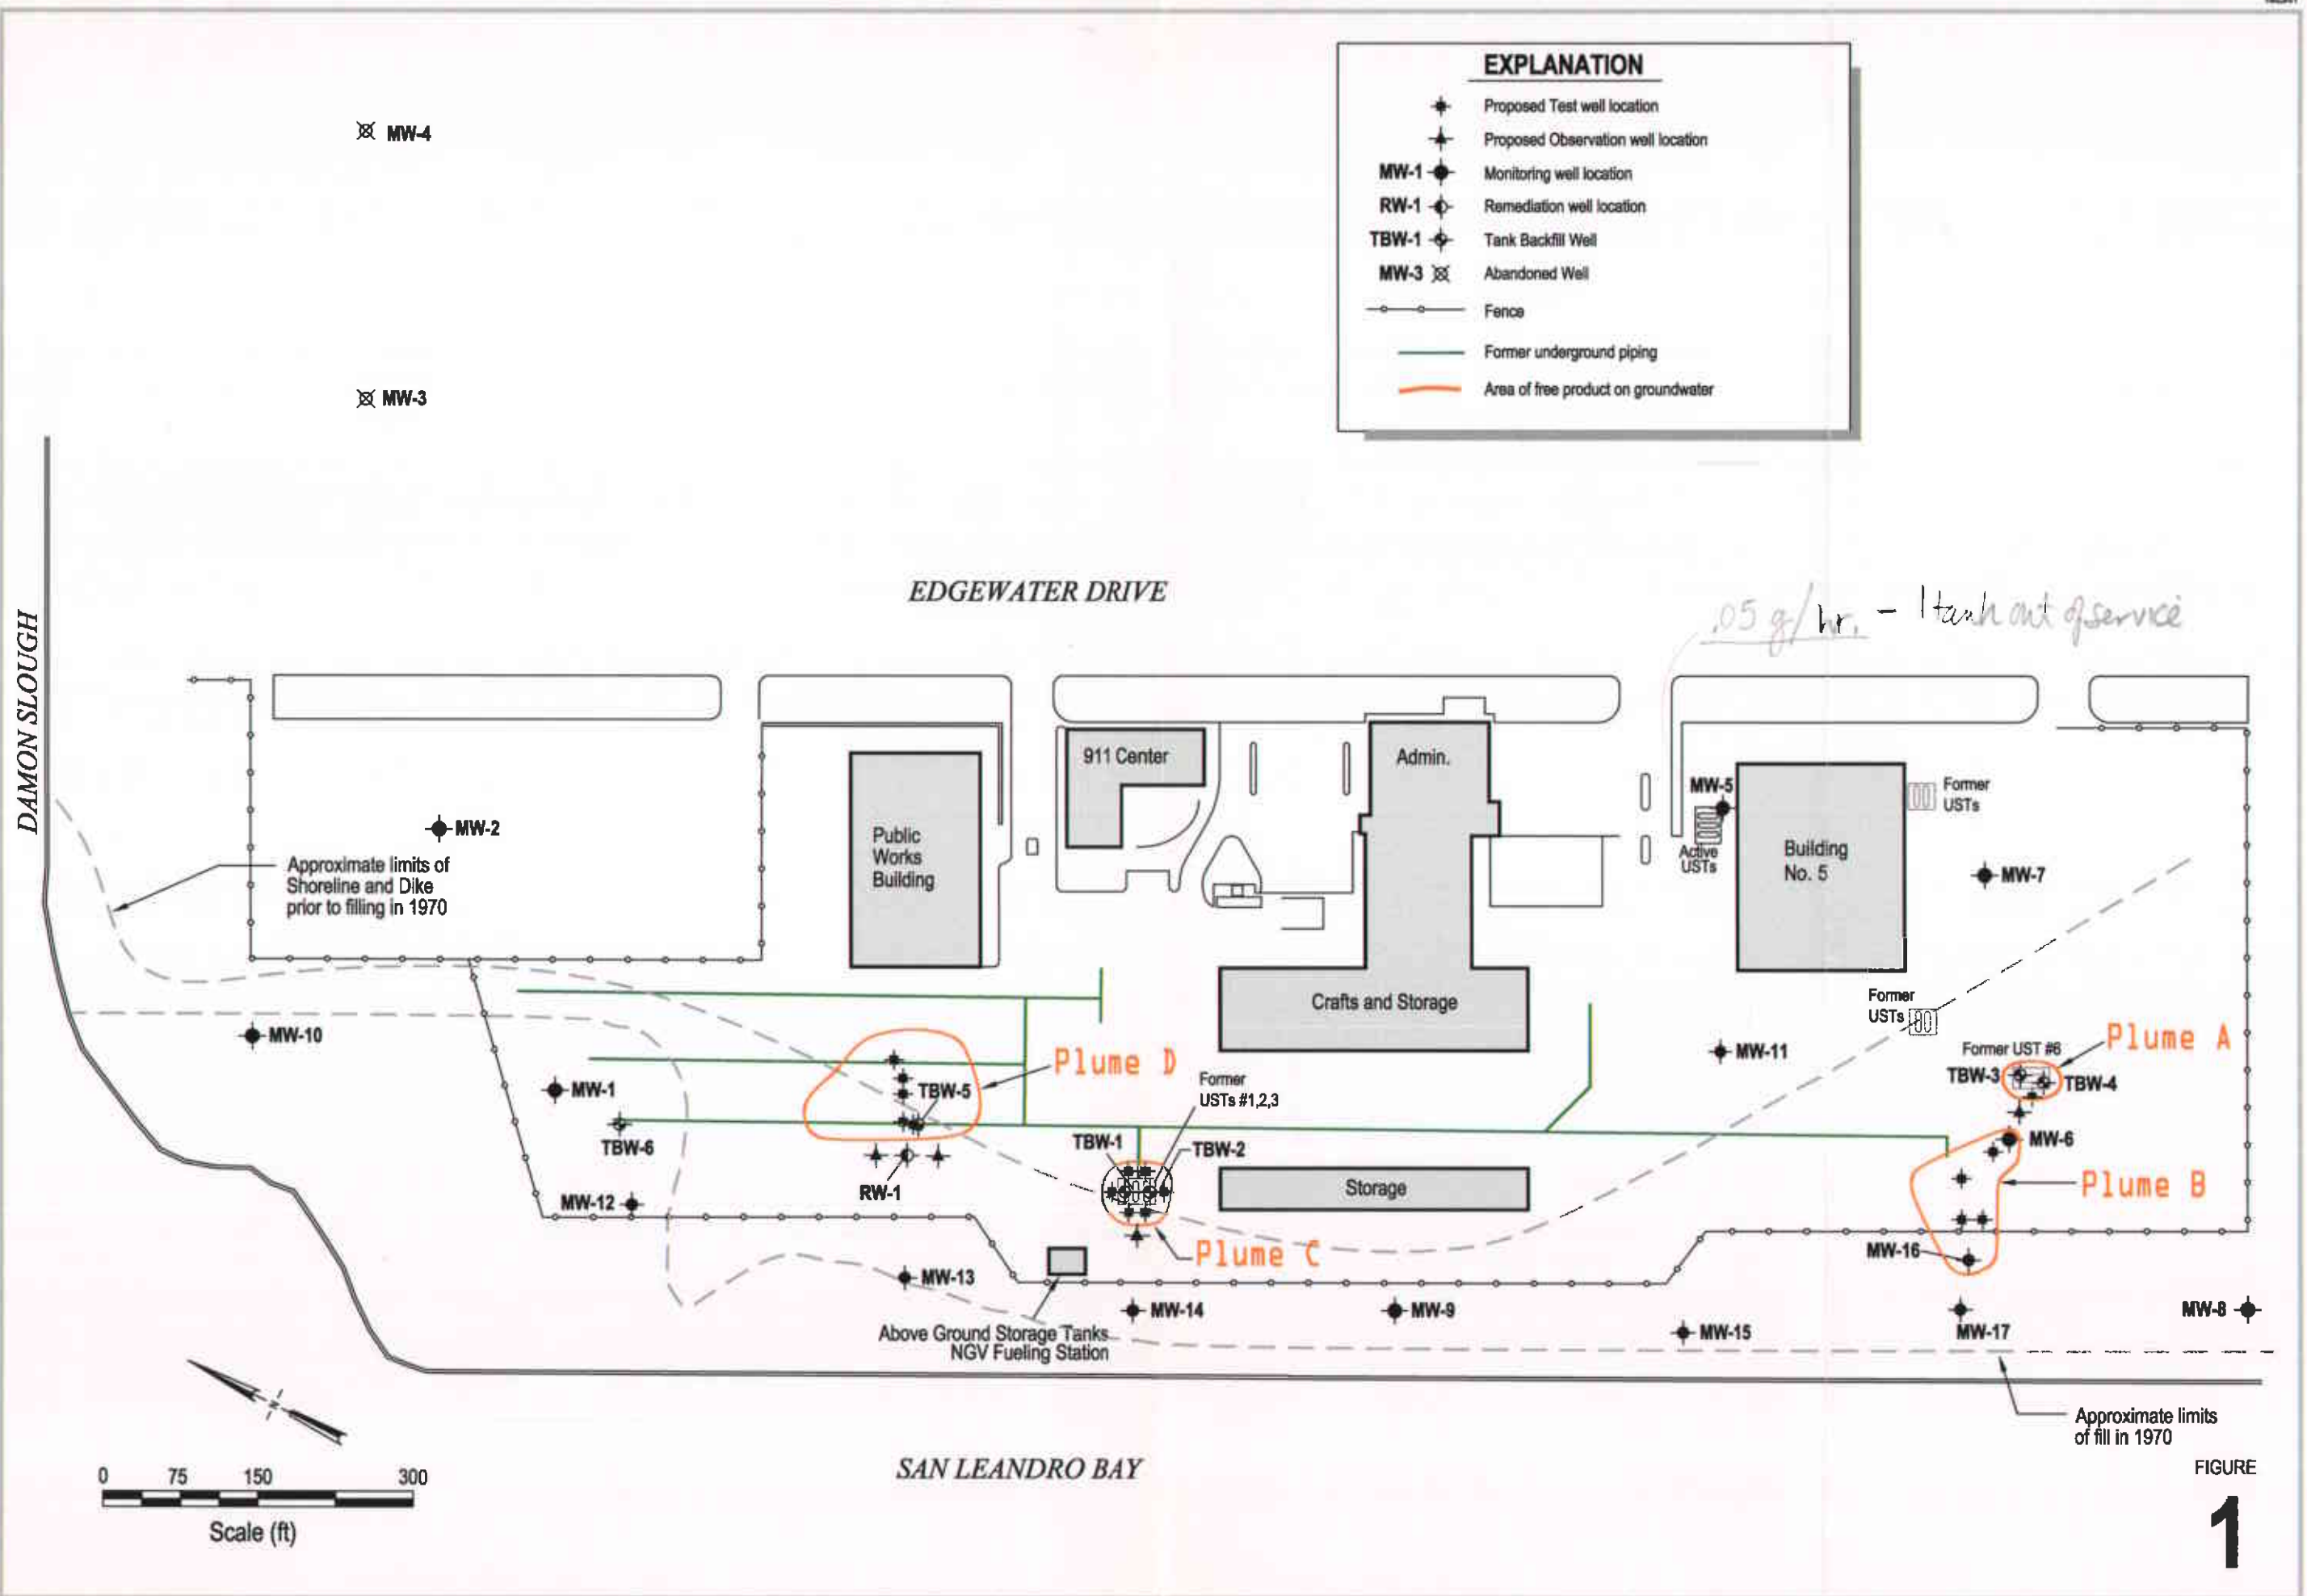 EXPLANATION
Proposed Test well location
Proposed Observation well location
MW-1 Monitoring well location
RW-1 Remediation well location
TBW-1 Tank Backfill Well
MW-3 Abandoned Well
Fence
Former underground piping
Area of free product on groundwater
MW-4
MW-3
EDGEWATER DRIVE
DAMON SLOUGH
.05 g/hr. - 1 tank out of service
911 Center
Admin.
MW-5
Former
USTs
MW-2
Public
Works
Building
Active
USTs
Building
No. 5
MW-7
Approximate limits of
Shoreline and Dike
prior to filling in 1970
Crafts and Storage
Former
USTs
MW-10
MW-11
Plume A
Former UST #6
TBW-3
TBW-4
Plume D
MW-1
TBW-5
Former
USTs #1,2,3
TBW-6
TBW-1
TBW-2
MW-6
RW-1
Storage
Plume B
MW-12
Plume C
MW-16
MW-13
MW-14
MW-9
MW-15
MW-17
MW-8
Above Ground Storage Tanks
NGV Fueling Station
N
Approximate limits
of fill in 1970
SAN LEANDRO BAY
0 75 150 300
Scale (ft)
FIGURE
1